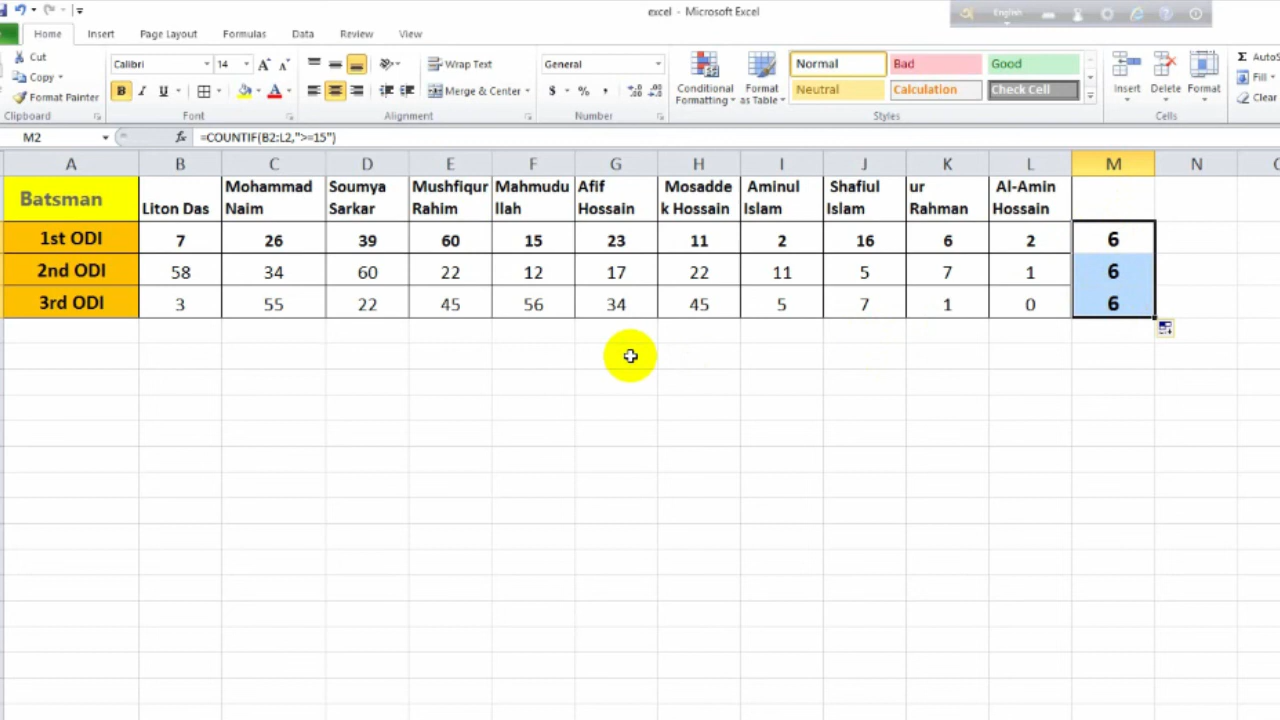 excel - Microsoft Excel
English
Home Insert Page Layout Formulas Data Review View
Cut
Copy
Format Painter
Clipboard
Calibri 14
B I U
Font
Wrap Text
Merge & Center
Alignment
General
$ % ,
Number
Conditional Formatting
Format as Table
Normal Bad Good
Neutral Calculation Check Cell
Styles
Insert Delete Format
Cells
Σ AutoS
Fill
Clear
M2 fx =COUNTIF(B2:L2,">=15")
A B C D E F G H I J K L M N
Batsman Liton Das Mohammad Naim Soumya Sarkar Mushfiqur Rahim Mahmudu llah Afif Hossain Mosadde k Hossain Aminul Islam Shafiul Islam ur Rahman Al-Amin Hossain
1st ODI 7 26 39 60 15 23 11 2 16 6 2 6
2nd ODI 58 34 60 22 12 17 22 11 5 7 1 6
3rd ODI 3 55 22 45 56 34 45 5 7 1 0 6